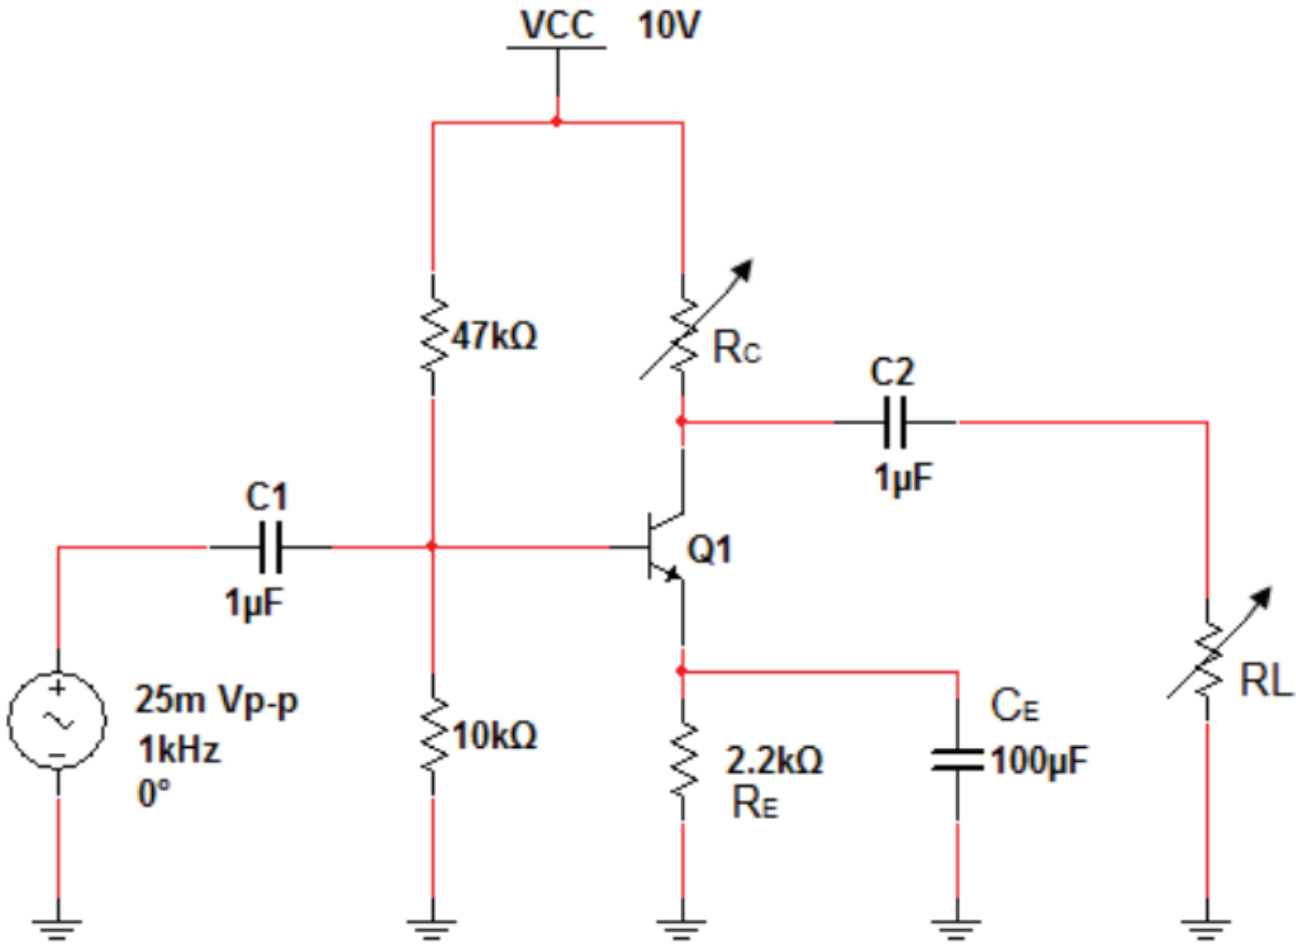 VCC 10V
47kΩ
RC
C2
1µF
C1
1µF
Q1
25m Vp-p
1kHz
0°
10kΩ
2.2kΩ
RE
CE
100µF
RL